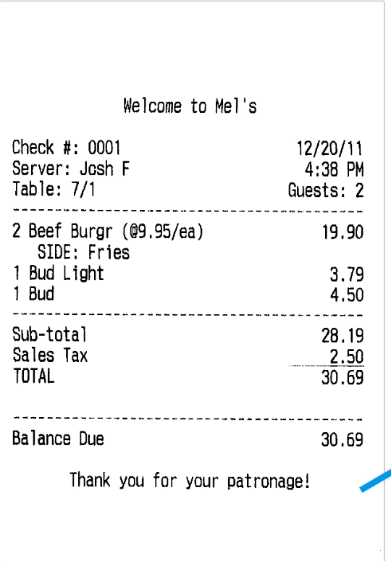 Welcome to Mel's
Check #: 0001 12/20/11
Server: Josh F 4:38 PM
Table: 7/1 Guests: 2
2 Beef Burgr (@9.95/ea) 19.90
SIDE: Fries
1 Bud Light 3.79
1 Bud 4.50
Sub-total 28.19
Sales Tax 2.50
TOTAL 30.69
Balance Due 30.69
Thank you for your patronage!